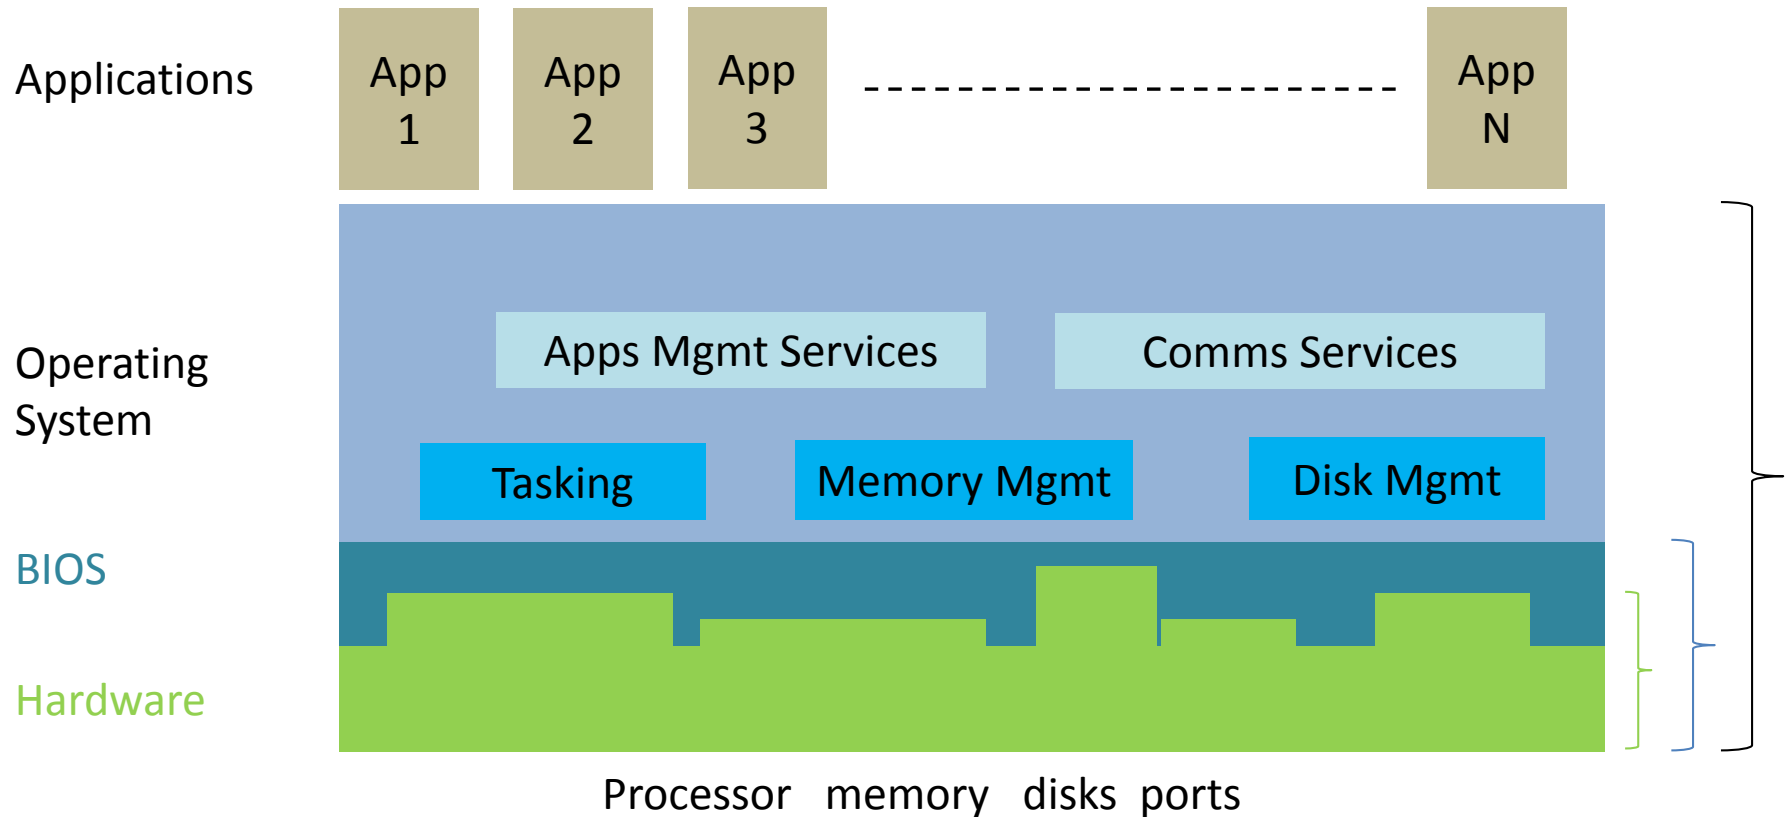 Applications
App
1
App
2
App
3
App
N
Operating
System
Apps Mgmt Services
Comms Services
Tasking
Memory Mgmt
Disk Mgmt
BIOS
Hardware
Processor memory disks ports